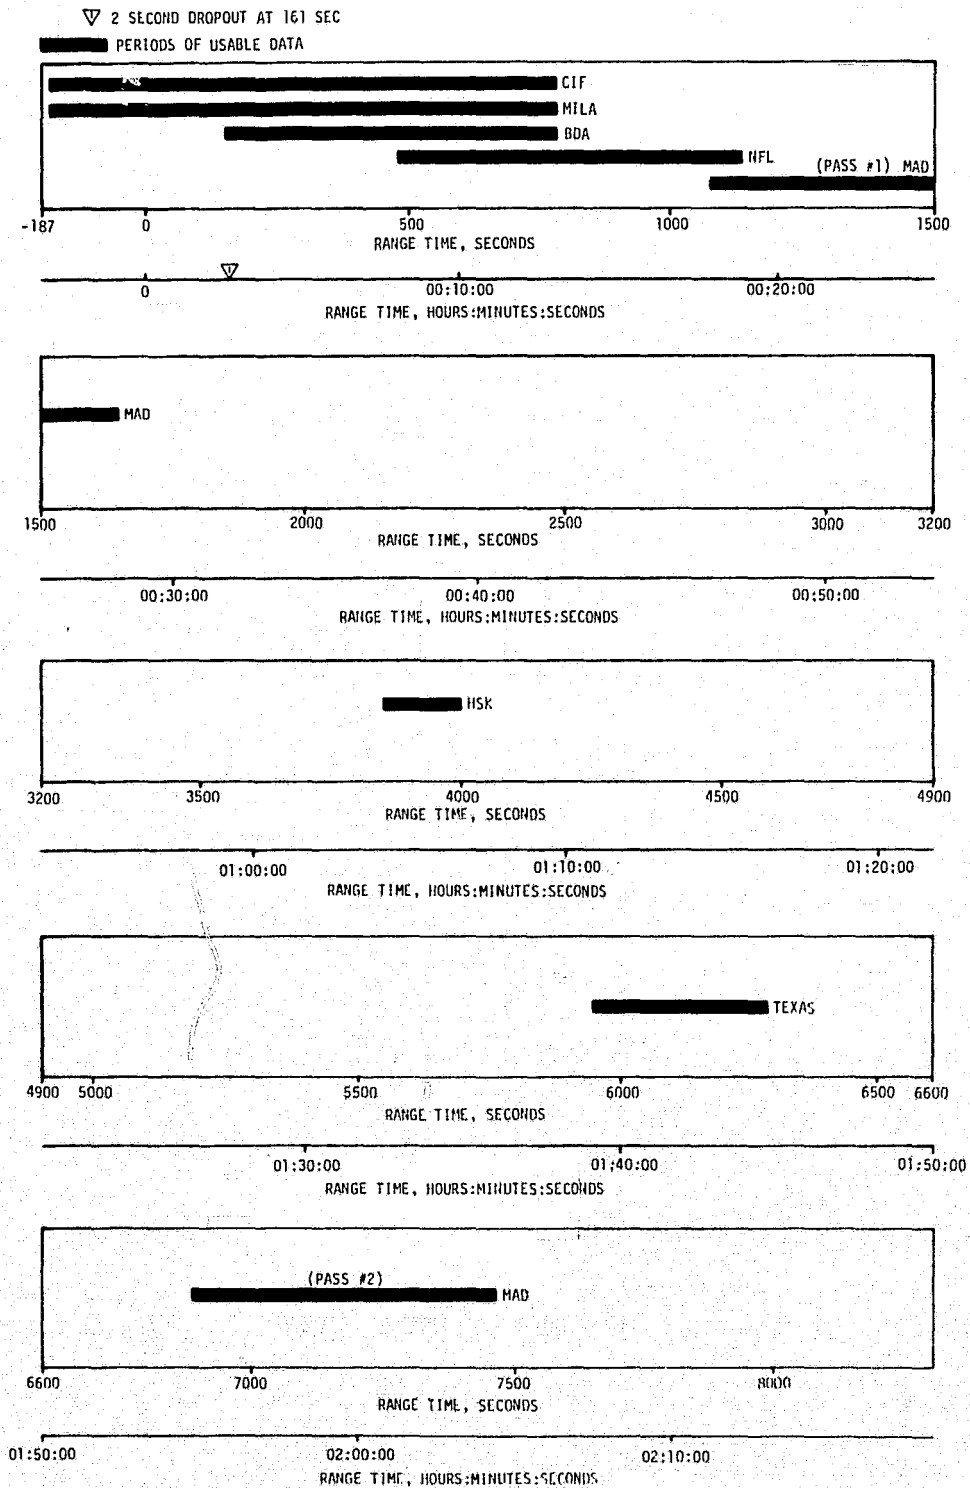 ▽1 2 SECOND DROPOUT AT 161 SEC
PERIODS OF USABLE DATA
CIF
MILA
BDA
NFL
(PASS #1) MAD
-187 0 500 1000 1500
RANGE TIME, SECONDS
1
0 00:10:00 00:20:00
RANGE TIME, HOURS:MINUTES:SECONDS
MAD
1500 2000 2500 3000 3200
RANGE TIME, SECONDS
00:30:00 00:40:00 00:50:00
RANGE TIME, HOURS:MINUTES:SECONDS
HSK
3200 3500 4000 4500 4900
RANGE TIME, SECONDS
01:00:00 01:10:00 01:20:00
RANGE TIME, HOURS:MINUTES:SECONDS
TEXAS
4900 5000 5500 6000 6500 6600
RANGE TIME, SECONDS
01:30:00 01:40:00 01:50:00
RANGE TIME, HOURS:MINUTES:SECONDS
(PASS #2)
MAD
6600 7000 7500 8000
RANGE TIME, SECONDS
01:50:00 02:00:00 02:10:00
RANGE TIME, HOURS:MINUTES:SECONDS